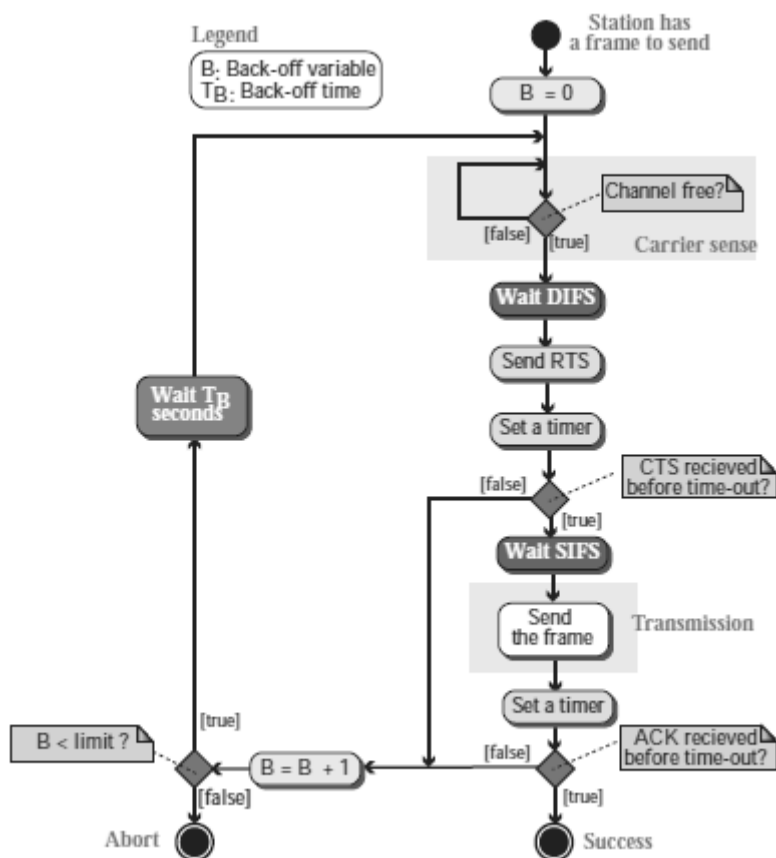 Legend
B: Back-off variable
TB: Back-off time
Station has
a frame to send
B = 0
Channel free?
[false]
[true]
Carrier sense
Wait DIFS
Send RTS
Wait TB
seconds
Set a timer
CTS recieved
before time-out?
[false]
[true]
Wait SIFS
Send
the frame
Transmission
Set a timer
[true]
B < limit ?
ACK recieved
before time-out?
[false]
B = B + 1
[false]
[true]
Abort
Success